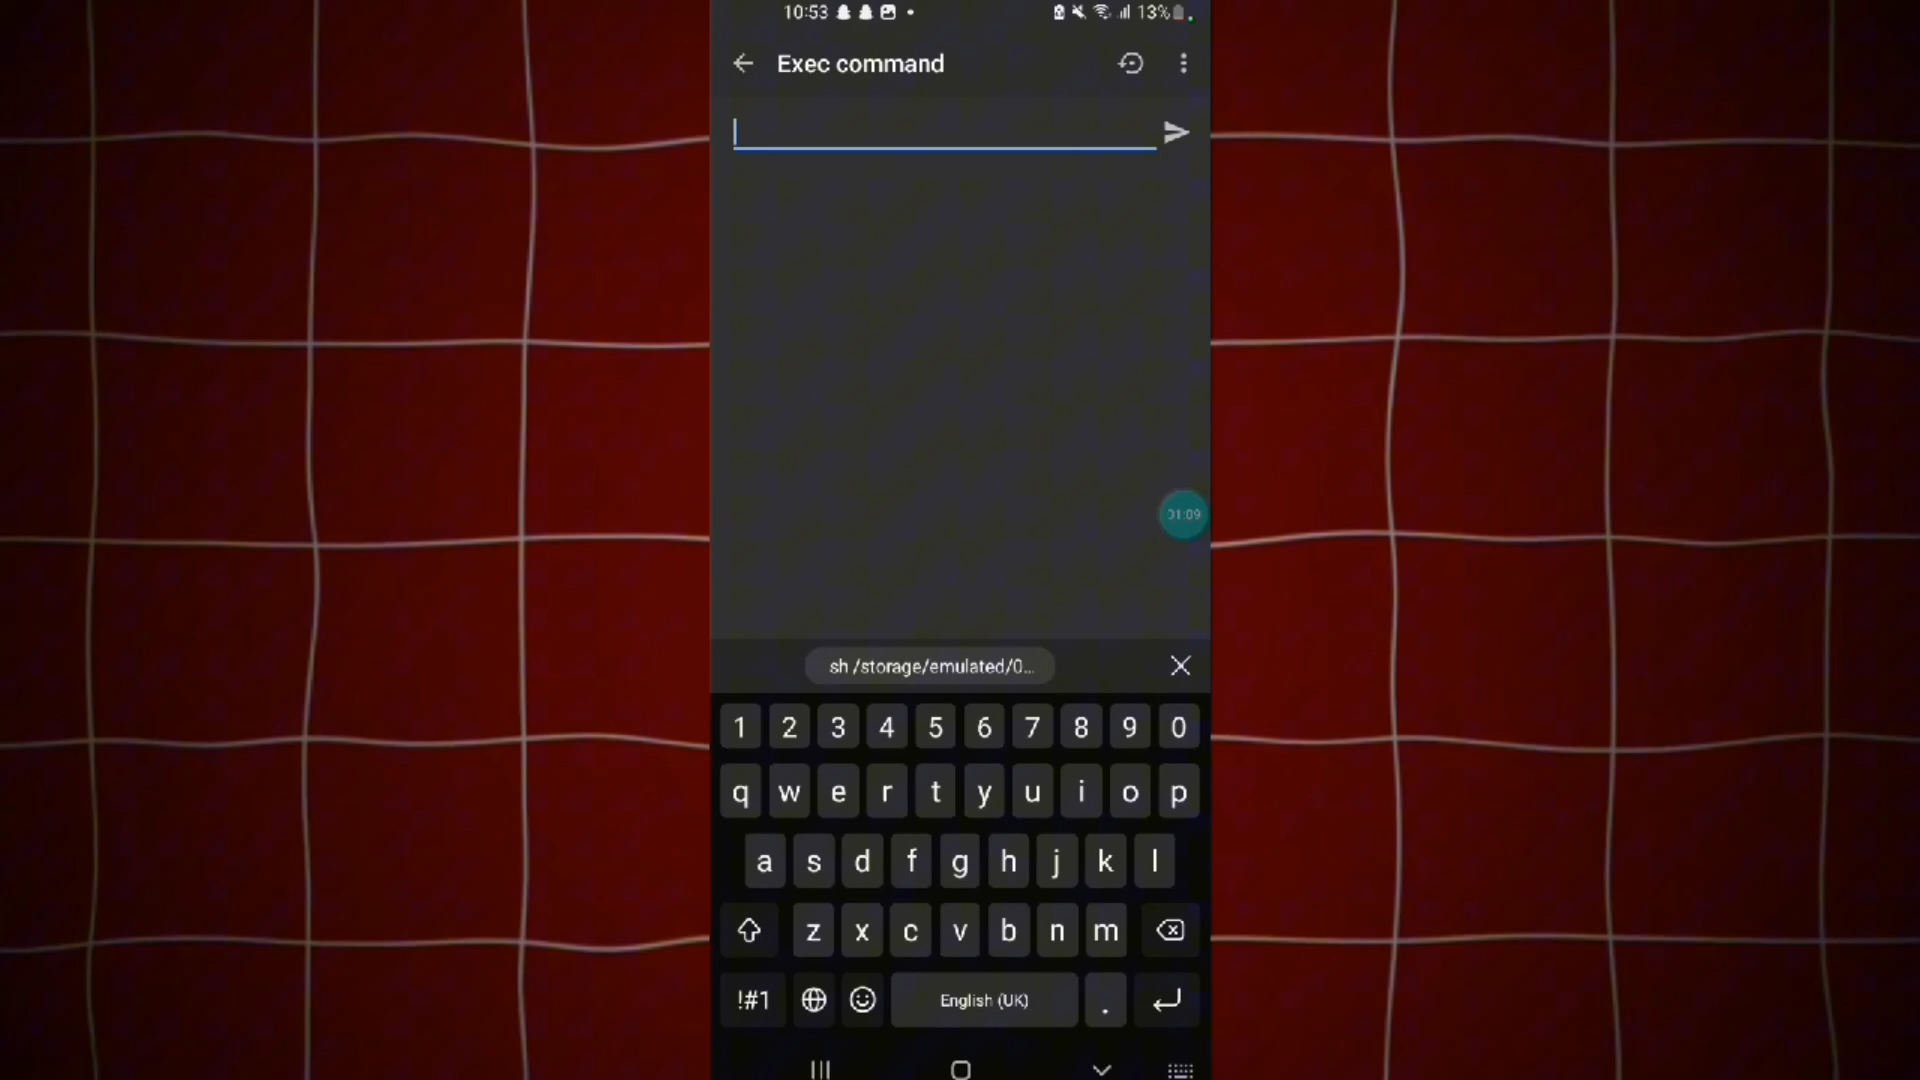 10:53
13%
Exec command
01:09
sh /storage/emulated/0...
1 2 3 4 5 6 7 8 9 0
q w e r t y u i o p
a s d f g h j k l
z x c v b n m
!#1 English (UK) .